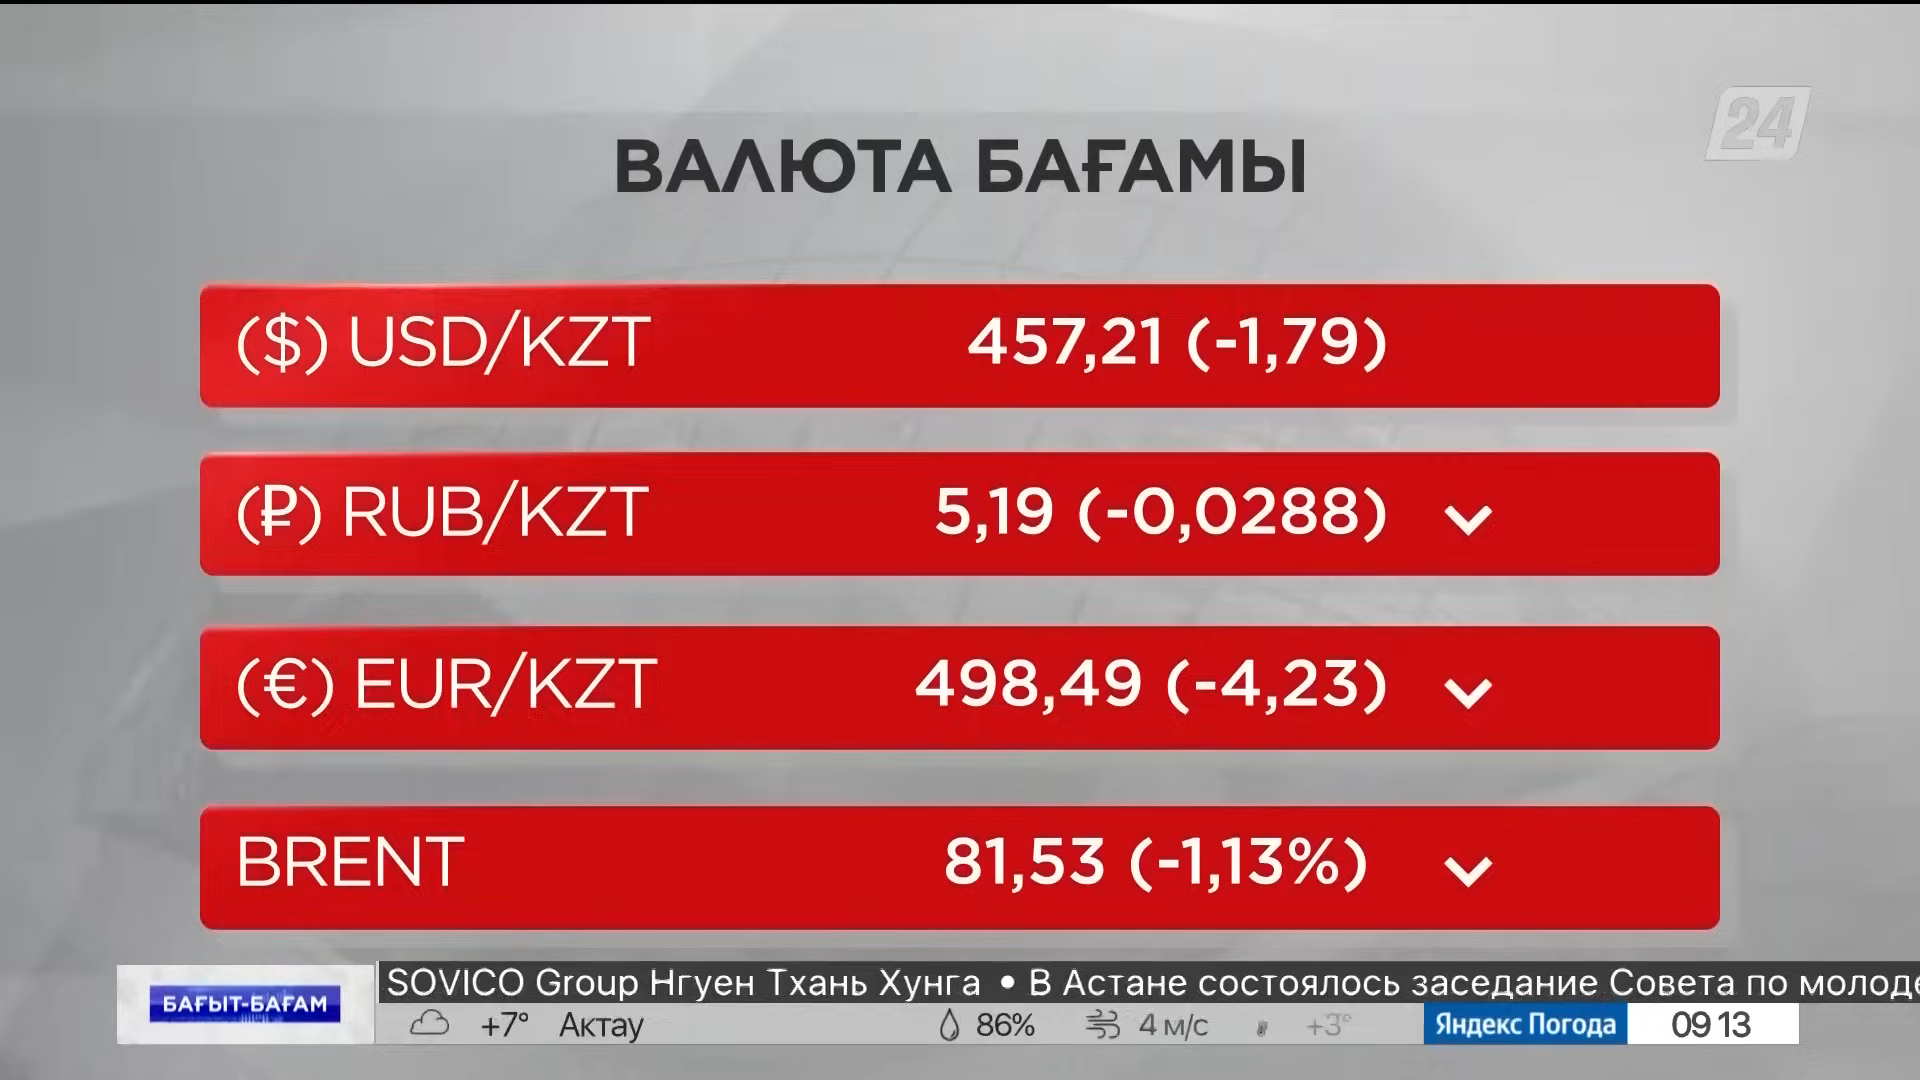 24
ВАЛЮТА БАҒАМЫ
($) USD/KZT 457,21 (-1,79)
(₽) RUB/KZT 5,19 (-0,0288)
(€) EUR/KZT 498,49 (-4,23)
BRENT 81,53 (-1,13%)
SOVICO Group Нгуен Тхань Хунга • В Астане состоялось заседание Совета по молоде
БАҒЫТ-БАҒАМ
+7° Актау 86% 4 м/с +3° Яндекс Погода 09 13